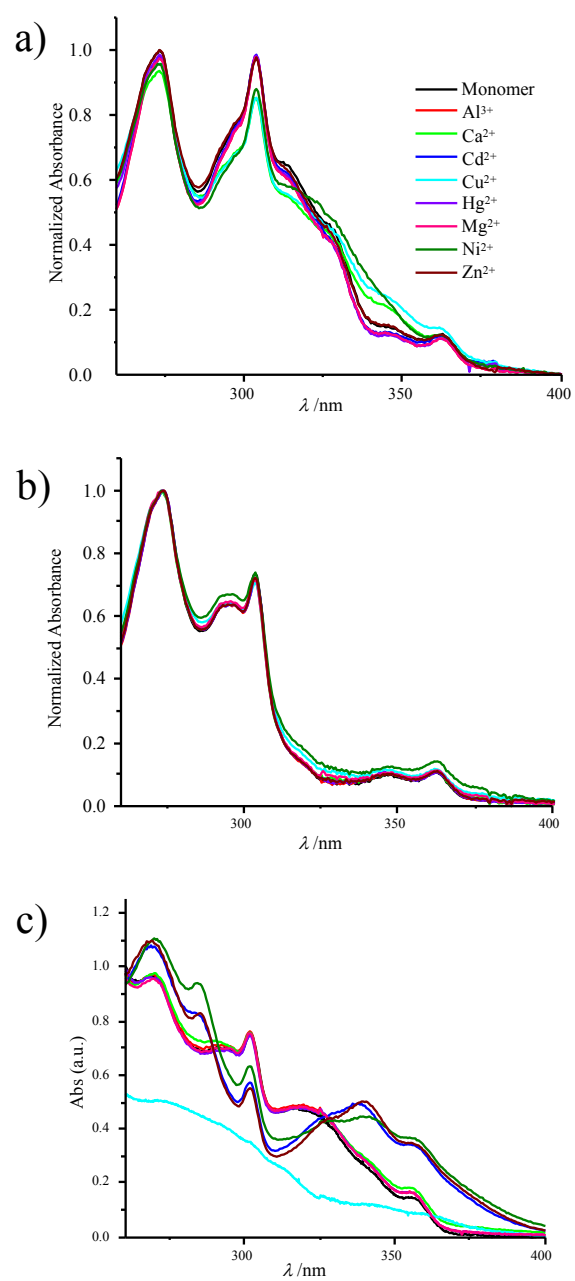 a)
1.0
0.8
0.6
0.4
0.2
0.0
Normalized Absorbance
300
350
400
λ /nm
Monomer
Al³⁺
Ca²⁺
Cd²⁺
Cu²⁺
Hg²⁺
Mg²⁺
Ni²⁺
Zn²⁺
b)
1.0
0.8
0.6
0.4
0.2
0.0
Normalized Absorbance
300
350
400
λ /nm
c)
1.2
1.0
0.8
0.6
0.4
0.2
0.0
Abs (a.u.)
300
350
400
λ /nm